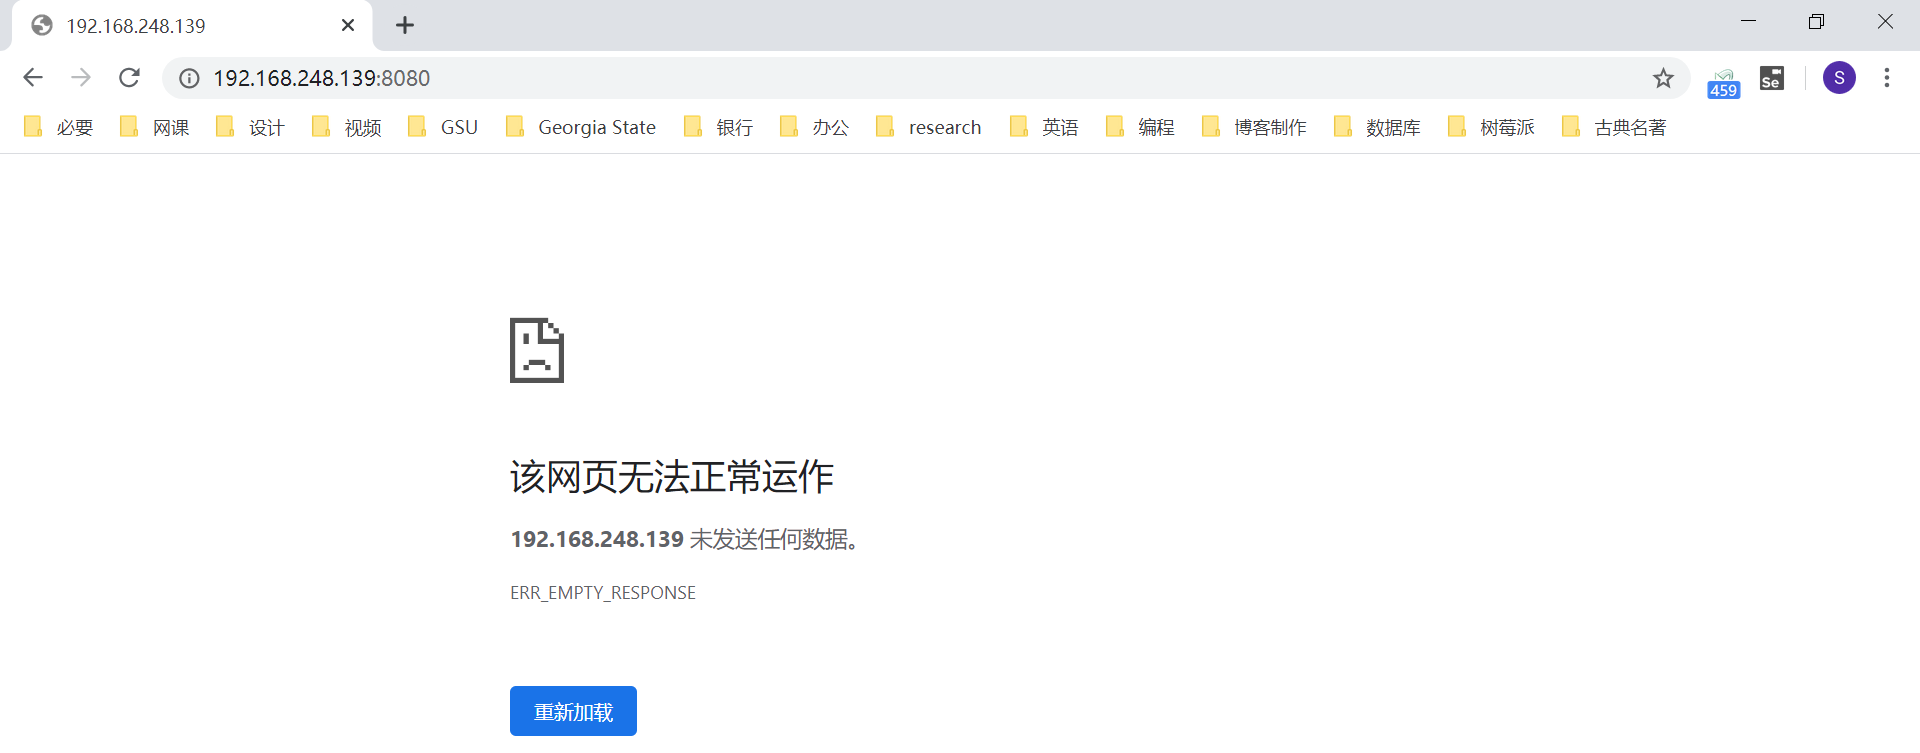 192.168.248.139
192.168.248.139:8080
459
Se
S
必要 网课 设计 视频 GSU Georgia State 银行 办公 research 英语 编程 博客制作 数据库 树莓派 古典名著
该网页无法正常运作
192.168.248.139 未发送任何数据。
ERR_EMPTY_RESPONSE
重新加载